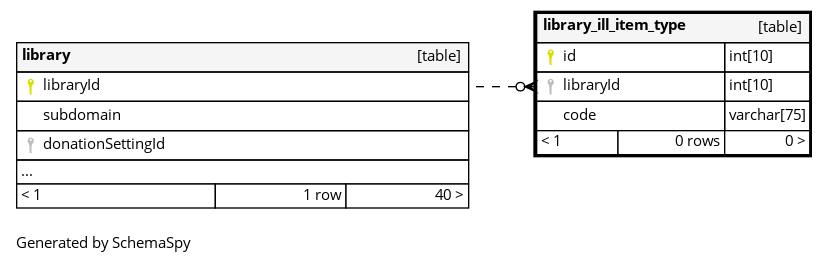 library [table]
libraryId
subdomain
donationSettingId
...
< 1 1 row 40 >
library_ill_item_type [table]
id int[10]
libraryId int[10]
code varchar[75]
< 1 0 rows 0 >
Generated by SchemaSpy